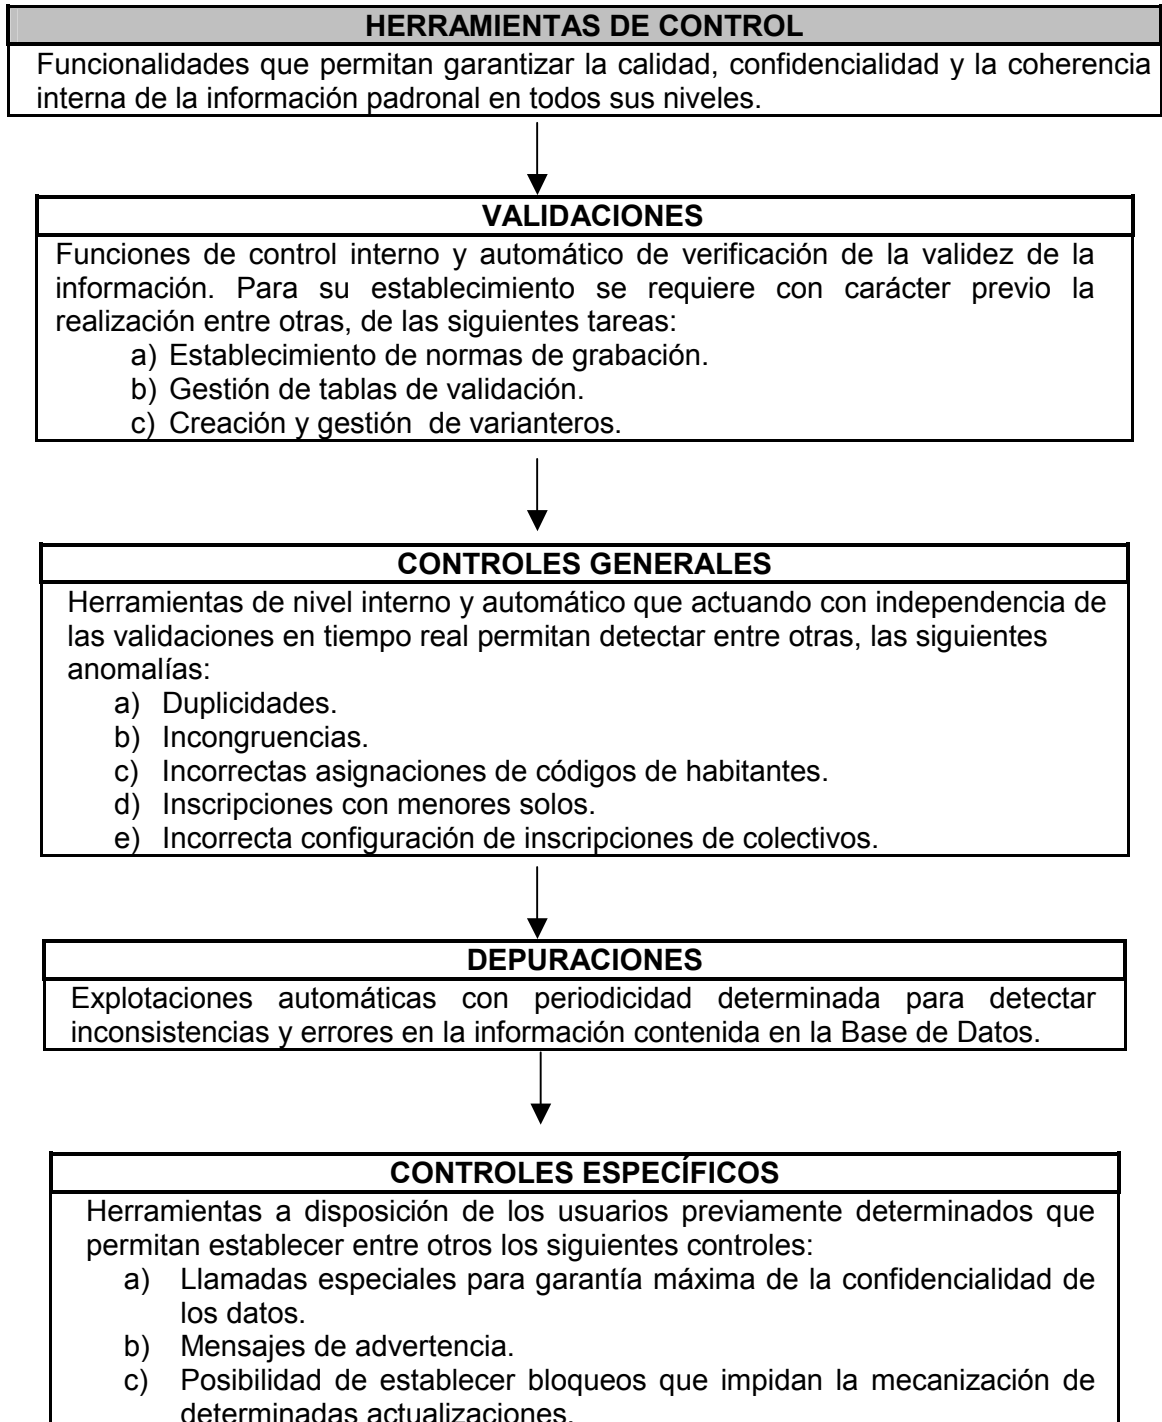 HERRAMIENTAS DE CONTROL
Funcionalidades que permitan garantizar la calidad, confidencialidad y la coherencia
interna de la información padronal en todos sus niveles.
VALIDACIONES
Funciones de control interno y automático de verificación de la validez de la
información. Para su establecimiento se requiere con carácter previo la
realización entre otras, de las siguientes tareas:
a) Establecimiento de normas de grabación.
b) Gestión de tablas de validación.
c) Creación y gestión de varianteros.
CONTROLES GENERALES
Herramientas de nivel interno y automático que actuando con independencia de
las validaciones en tiempo real permitan detectar entre otras, las siguientes
anomalías:
a) Duplicidades.
b) Incongruencias.
c) Incorrectas asignaciones de códigos de habitantes.
d) Inscripciones con menores solos.
e) Incorrecta configuración de inscripciones de colectivos.
DEPURACIONES
Explotaciones automáticas con periodicidad determinada para detectar
inconsistencias y errores en la información contenida en la Base de Datos.
CONTROLES ESPECÍFICOS
Herramientas a disposición de los usuarios previamente determinados que
permitan establecer entre otros los siguientes controles:
a) Llamadas especiales para garantía máxima de la confidencialidad de
los datos.
b) Mensajes de advertencia.
c) Posibilidad de establecer bloqueos que impidan la mecanización de
determinadas actualizaciones.